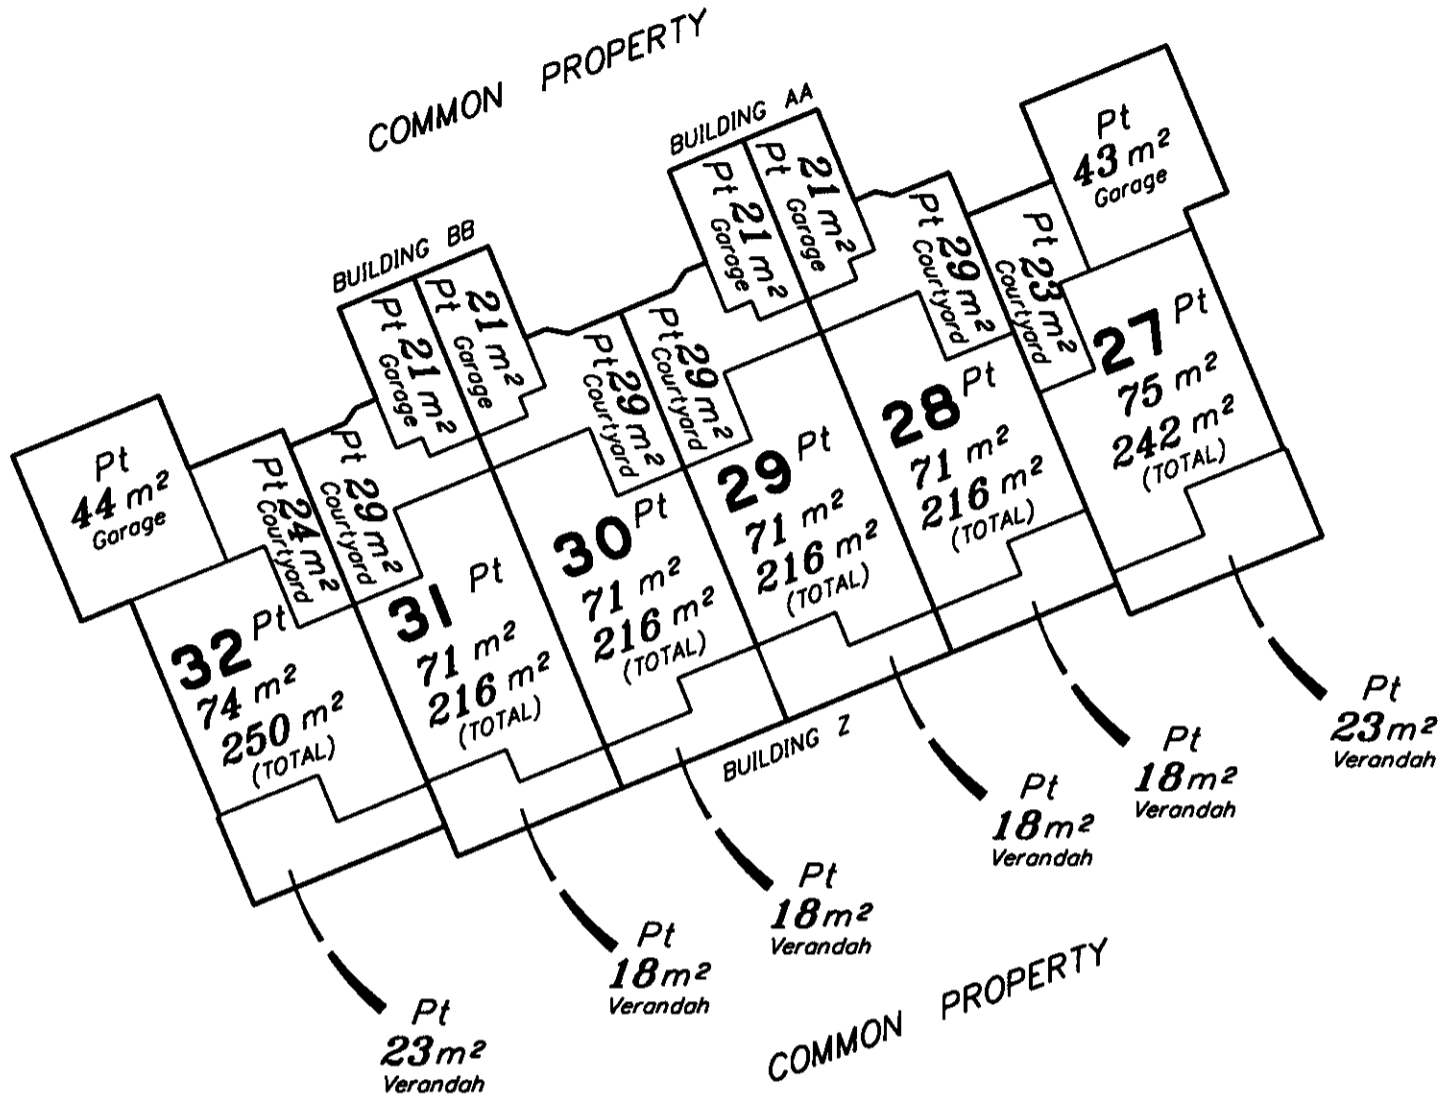 COMMON PROPERTY
BUILDING AA
BUILDING BB
Pt
43 m²
Garage
Pt
21 m²
Garage
Pt 21 m²
Garage
Pt 29 m²
Courtyard
Pt 23 m²
Courtyard
27 Pt
75 m²
242 m²
(TOTAL)
Pt
21 m²
Garage
Pt 21 m²
Garage
Pt 29 m²
Courtyard
Pt 29 m²
Courtyard
28 Pt
71 m²
216 m²
(TOTAL)
29 Pt
71 m²
216 m²
(TOTAL)
30 Pt
71 m²
216 m²
(TOTAL)
Pt
44 m²
Garage
Pt 24 m²
Courtyard
Pt 29 m²
Courtyard
31 Pt
71 m²
216 m²
(TOTAL)
32 Pt
74 m²
250 m²
(TOTAL)
BUILDING Z
Pt
23 m²
Verandah
Pt
18 m²
Verandah
Pt
18 m²
Verandah
Pt
18 m²
Verandah
Pt
18 m²
Verandah
Pt
23 m²
Verandah
COMMON PROPERTY